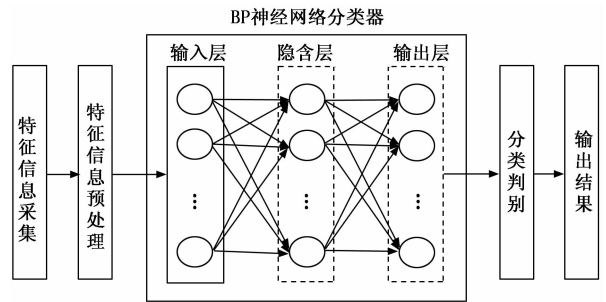 BP神经网络分类器
输入层
隐含层
输出层
特征信息采集
特征信息预处理
分类判别
输出结果